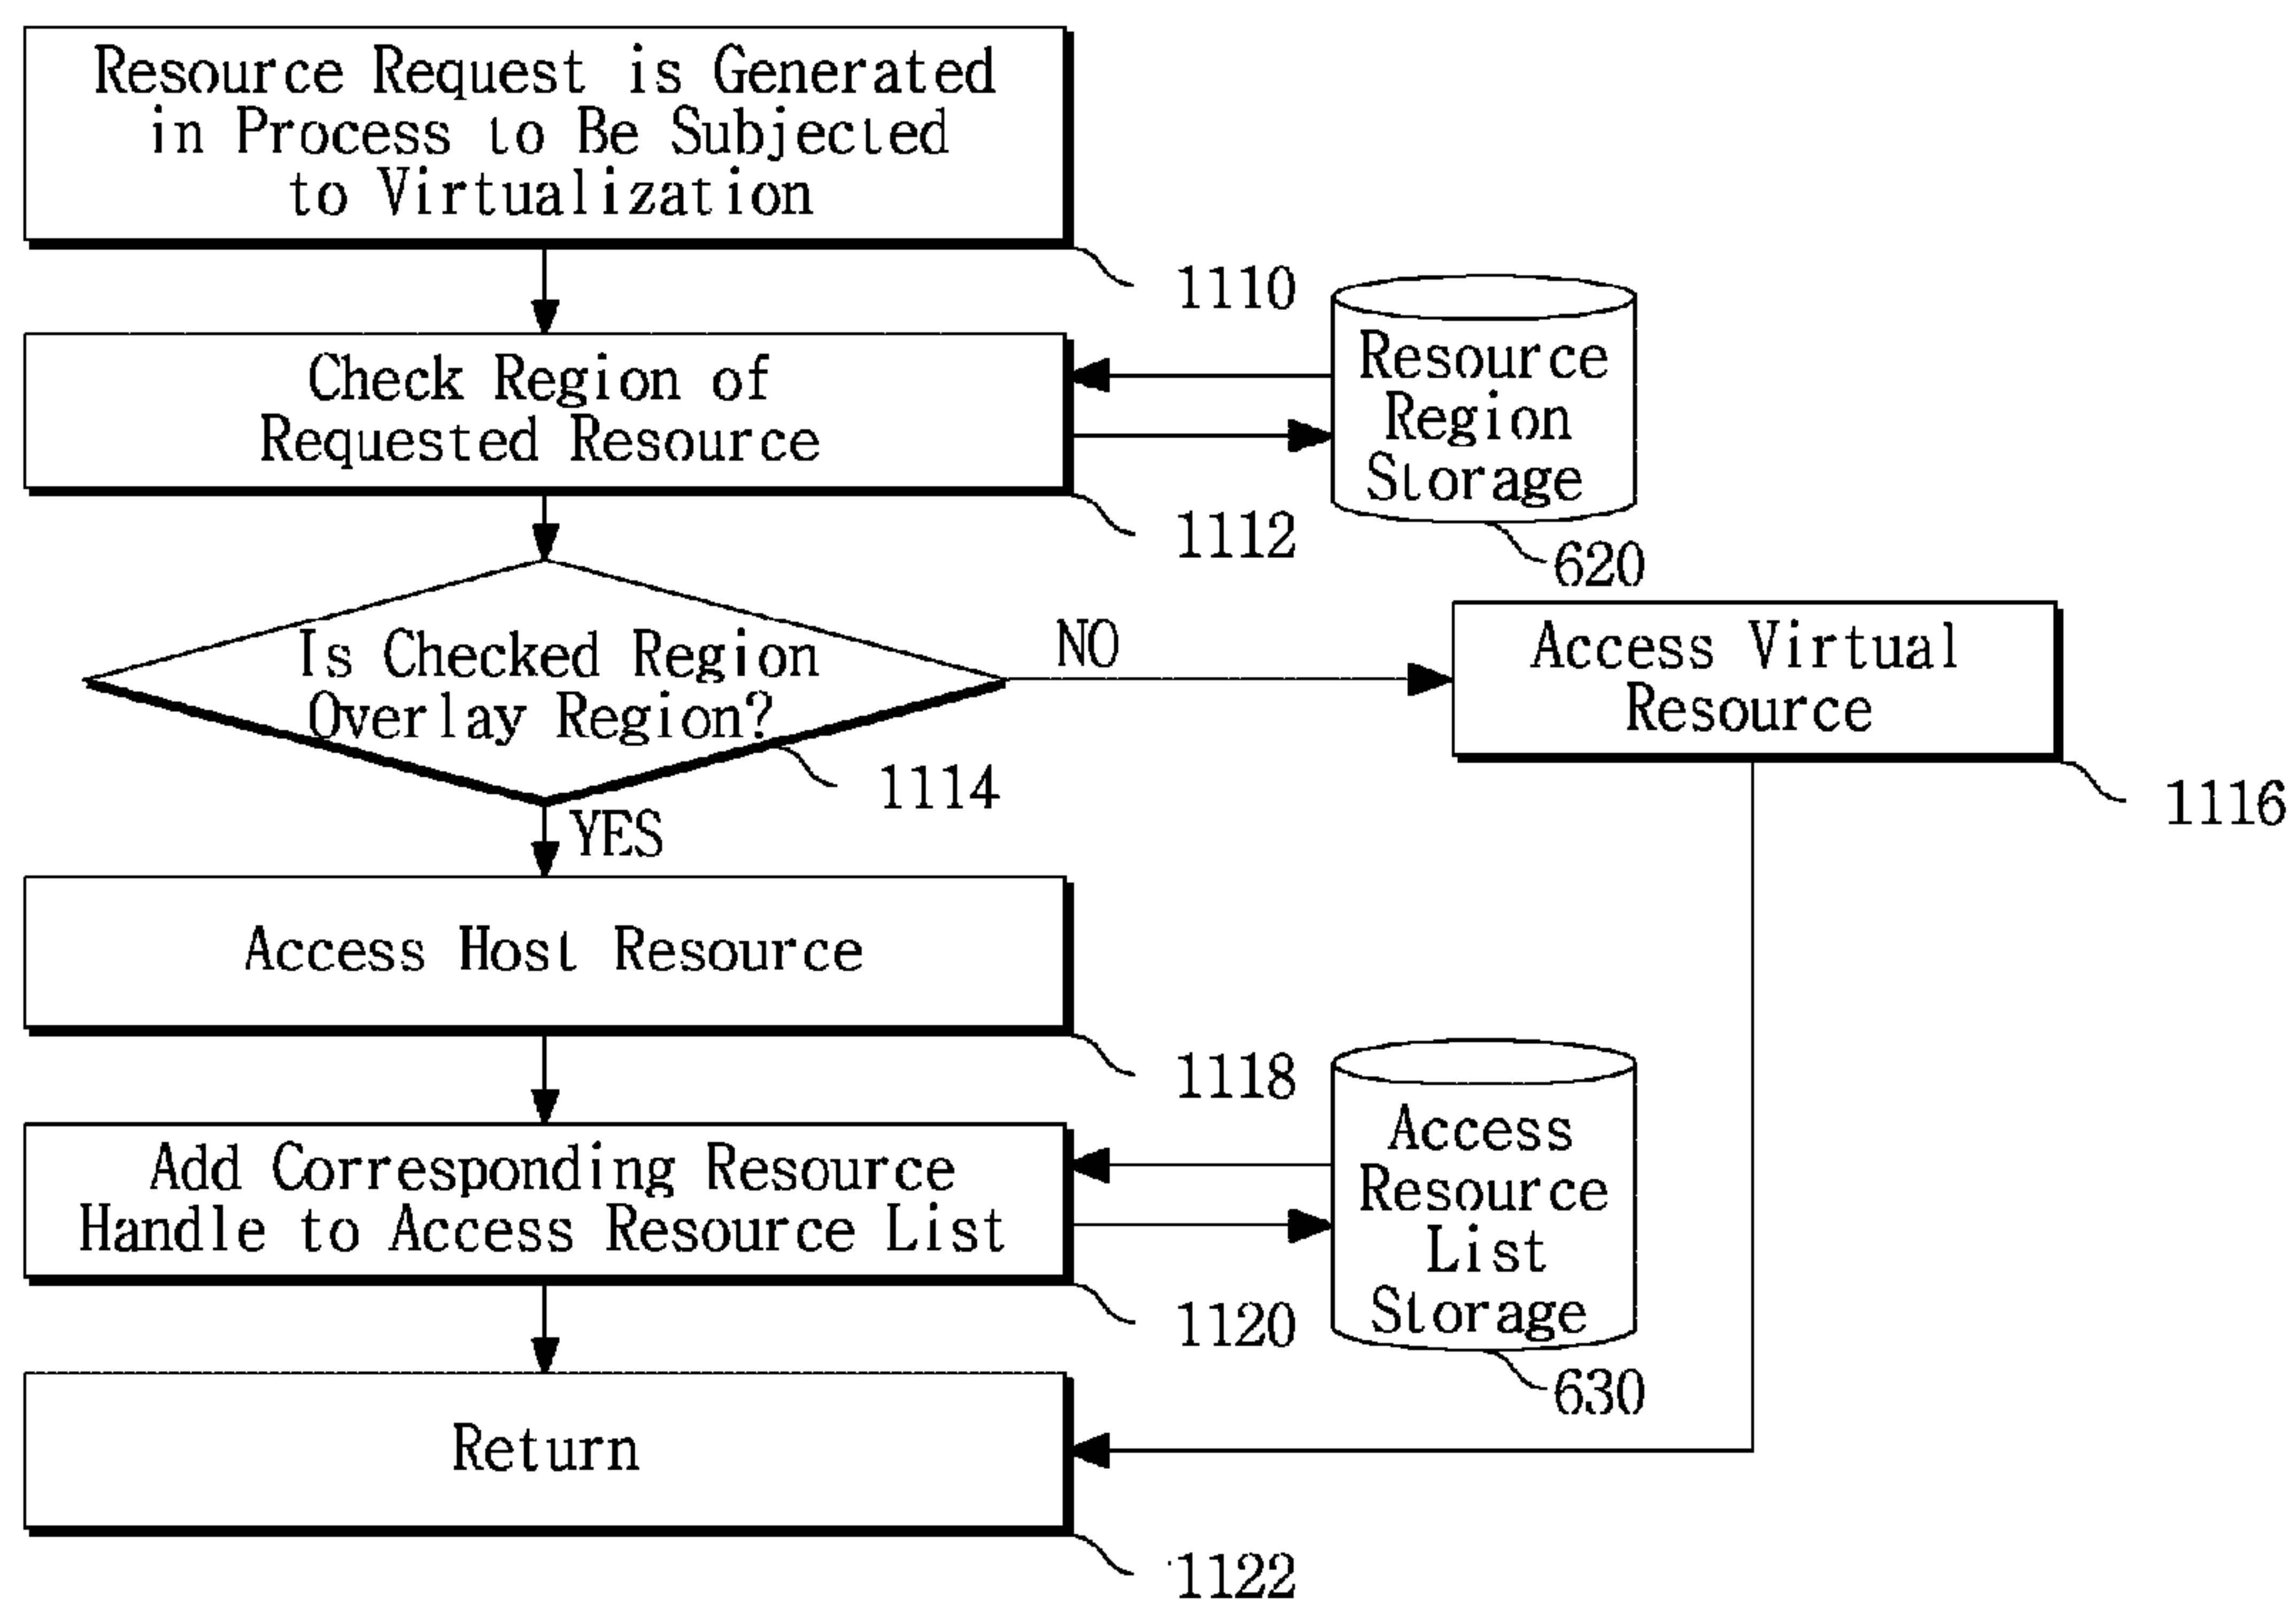 Resource Request is Generated
in Process to Be Subjected
to Virtualization
1110
Check Region of
Requested Resource
1112
Resource
Region
Storage
620
Is Checked Region
Overlay Region?
1114
NO
YES
Access Virtual
Resource
1116
Access Host Resource
1118
Add Corresponding Resource
Handle to Access Resource List
1120
Access
Resource
List
Storage
630
Return
1122